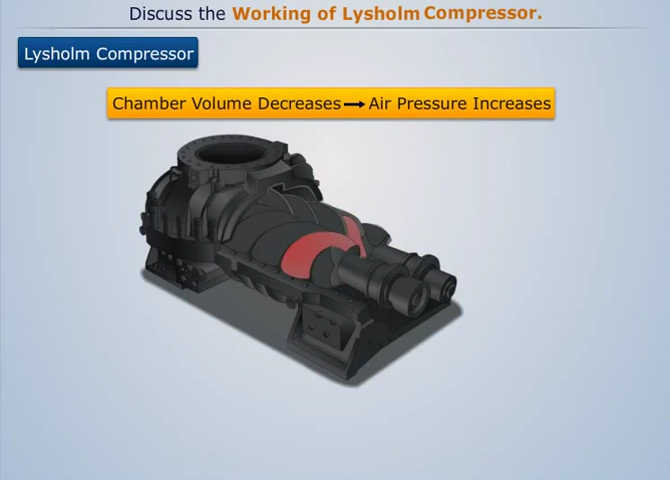 Discuss the Working of Lysholm Compressor.
Lysholm Compressor
Chamber Volume Decreases → Air Pressure Increases